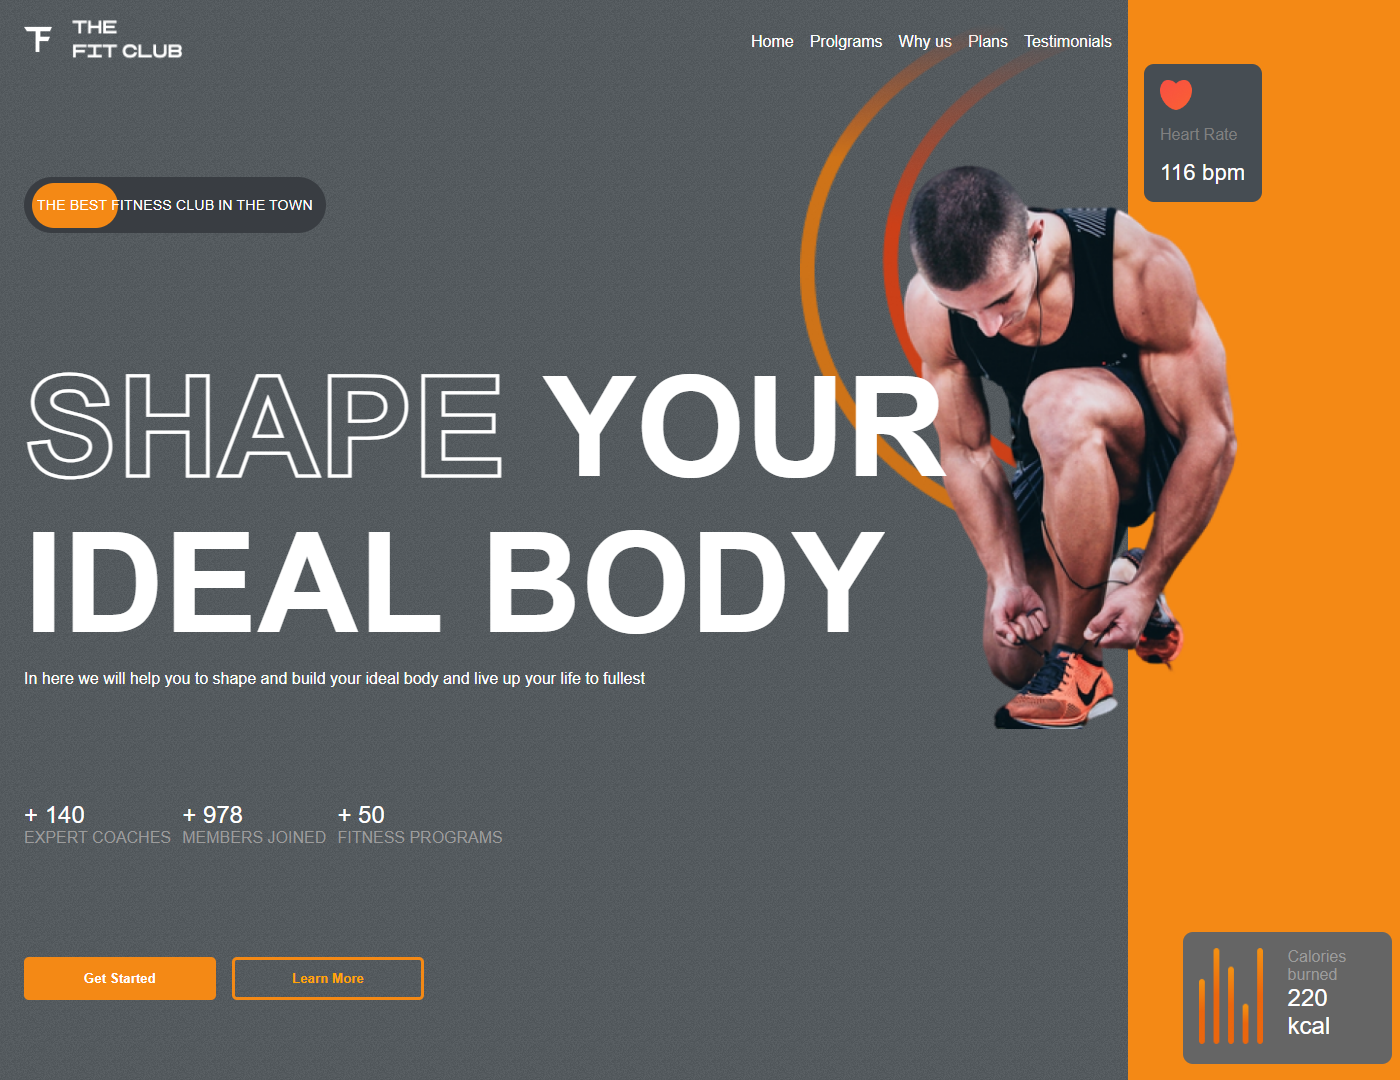 THE
FIT CLUB
Home Prolgrams Why us Plans Testimonials
Heart Rate
116 bpm
THE BEST FITNESS CLUB IN THE TOWN
SHAPE YOUR
IDEAL BODY
In here we will help you to shape and build your ideal body and live up your life to fullest
+ 140
EXPERT COACHES
+ 978
MEMBERS JOINED
+ 50
FITNESS PROGRAMS
Get Started
Learn More
Calories
burned
220
kcal